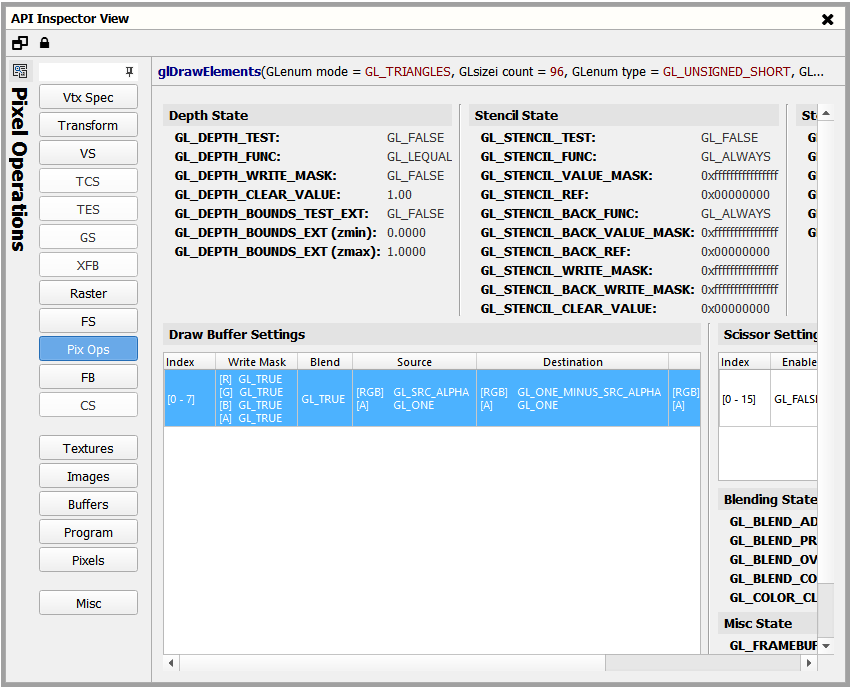 API Inspector View
glDrawElements(GLenum mode = GL_TRIANGLES, GLsizei count = 96, GLenum type = GL_UNSIGNED_SHORT, GL...
Pixel Operations
Vtx Spec
Transform
VS
TCS
TES
GS
XFB
Raster
FS
Pix Ops
FB
CS
Textures
Images
Buffers
Program
Pixels
Misc
Depth State
GL_DEPTH_TEST: GL_FALSE
GL_DEPTH_FUNC: GL_LEQUAL
GL_DEPTH_WRITE_MASK: GL_FALSE
GL_DEPTH_CLEAR_VALUE: 1.00
GL_DEPTH_BOUNDS_TEST_EXT: GL_FALSE
GL_DEPTH_BOUNDS_EXT (zmin): 0.0000
GL_DEPTH_BOUNDS_EXT (zmax): 1.0000
Stencil State
GL_STENCIL_TEST: GL_FALSE
GL_STENCIL_FUNC: GL_ALWAYS
GL_STENCIL_VALUE_MASK: 0xffffffffffffffff
GL_STENCIL_REF: 0x00000000
GL_STENCIL_BACK_FUNC: GL_ALWAYS
GL_STENCIL_BACK_VALUE_MASK: 0xffffffffffffffff
GL_STENCIL_BACK_REF: 0x00000000
GL_STENCIL_WRITE_MASK: 0xffffffffffffffff
GL_STENCIL_BACK_WRITE_MASK: 0xffffffffffffffff
GL_STENCIL_CLEAR_VALUE: 0x00000000
Draw Buffer Settings
Index Write Mask Blend Source Destination
[0 - 7] [R] GL_TRUE [G] GL_TRUE [B] GL_TRUE [A] GL_TRUE GL_TRUE [RGB] GL_SRC_ALPHA [A] GL_ONE [RGB] GL_ONE_MINUS_SRC_ALPHA [A] GL_ONE [RGB] [A]
Scissor Setting
Index Enable
[0 - 15] GL_FALS
Blending State
GL_BLEND_AD
GL_BLEND_PR
GL_BLEND_OV
GL_BLEND_CO
GL_COLOR_CL
Misc State
GL_FRAMEBUF